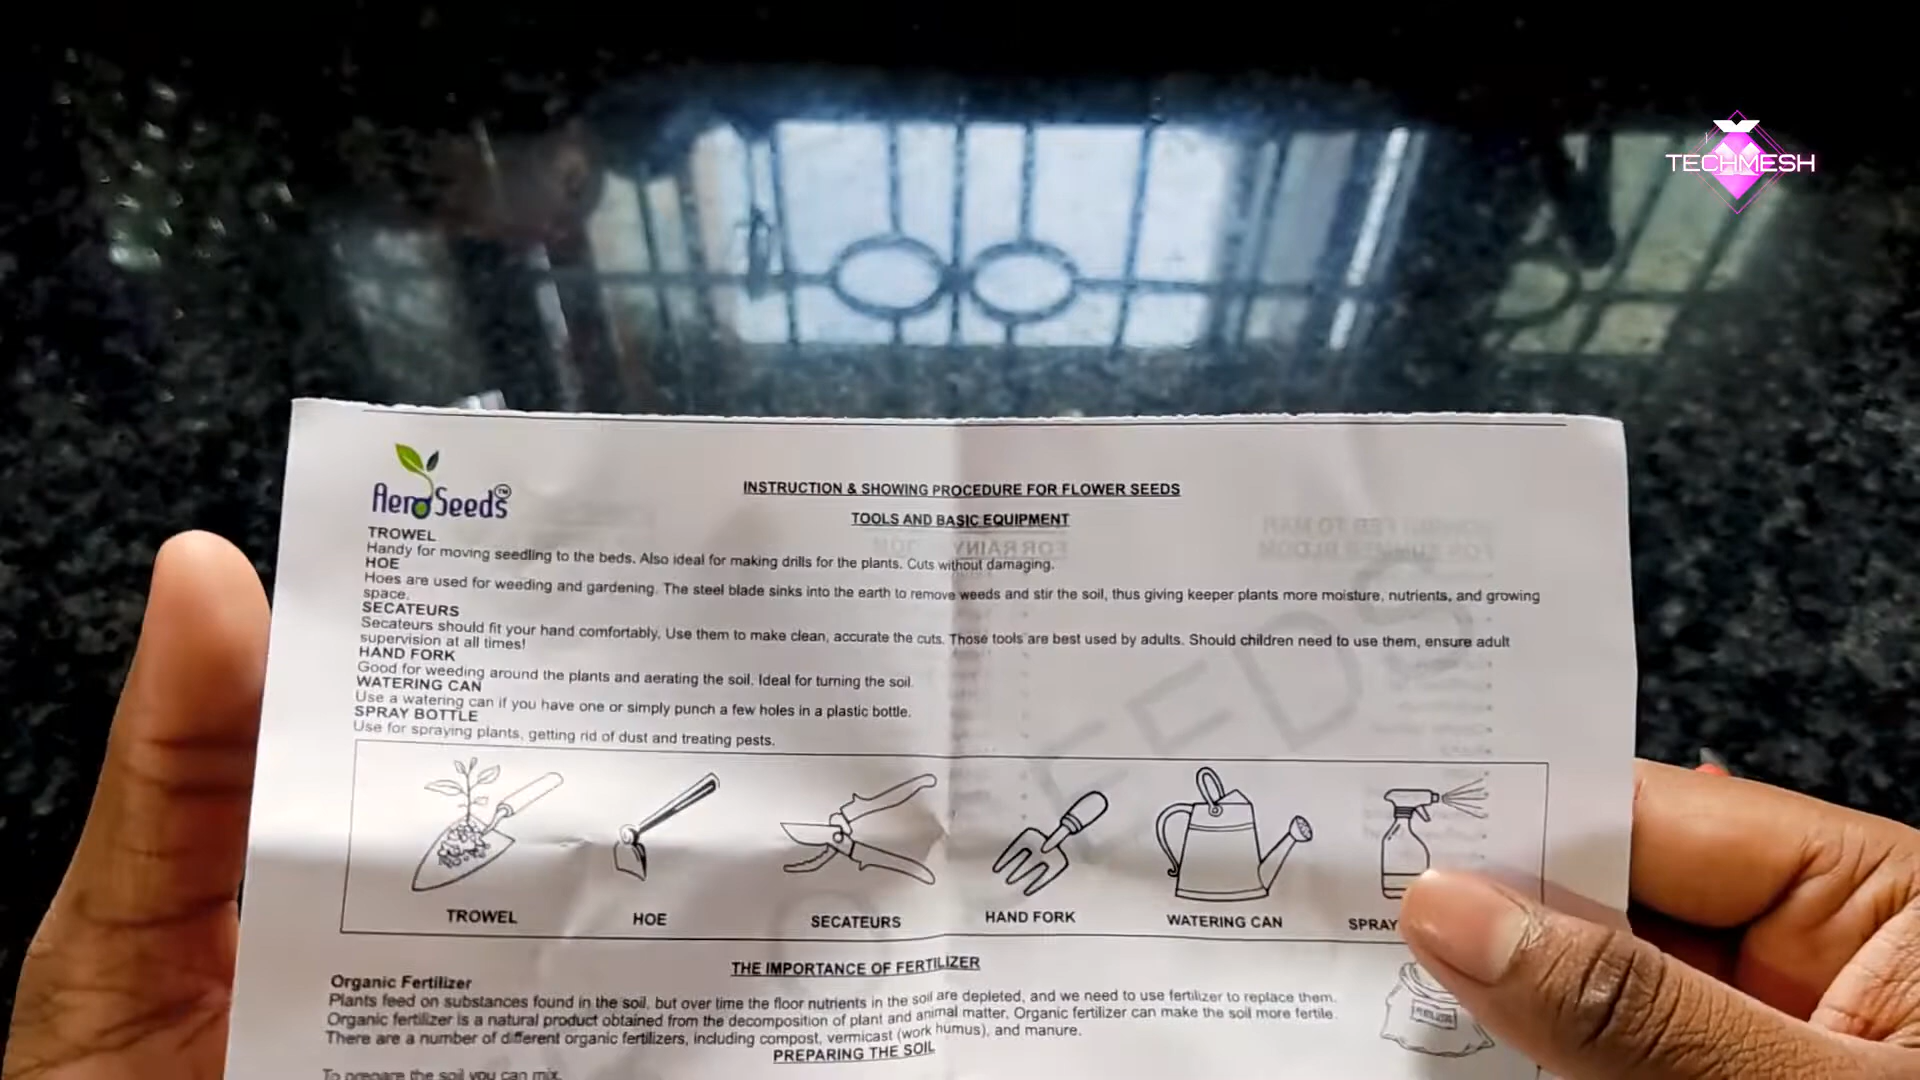 TECHMESH
AeroSeeds™
INSTRUCTION & SHOWING PROCEDURE FOR FLOWER SEEDS
TOOLS AND BASIC EQUIPMENT
TROWEL
Handy for moving seedling to the beds. Also ideal for making drills for the plants. Cuts without damaging.
HOE
Hoes are used for weeding and gardening. The steel blade sinks into the earth to remove weeds and stir the soil, thus giving keeper plants more moisture, nutrients, and growing
space.
SECATEURS
Secateurs should fit your hand comfortably. Use them to make clean, accurate the cuts. Those tools are best used by adults. Should children need to use them, ensure adult
supervision at all times!
HAND FORK
Good for weeding around the plants and aerating the soil. Ideal for turning the soil.
WATERING CAN
Use a watering can if you have one or simply punch a few holes in a plastic bottle.
SPRAY BOTTLE
Use for spraying plants, getting rid of dust and treating pests.
TROWEL HOE SECATEURS HAND FORK WATERING CAN SPRAY
THE IMPORTANCE OF FERTILIZER
Organic Fertilizer
Plants feed on substances found in the soil, but over time the floor nutrients in the soil are depleted, and we need to use fertilizer to replace them.
Organic fertilizer is a natural product obtained from the decomposition of plant and animal matter. Organic fertilizer can make the soil more fertile.
There are a number of different organic fertilizers, including compost, vermicast (work humus), and manure.
PREPARING THE SOIL
To prepare the soil you can mix